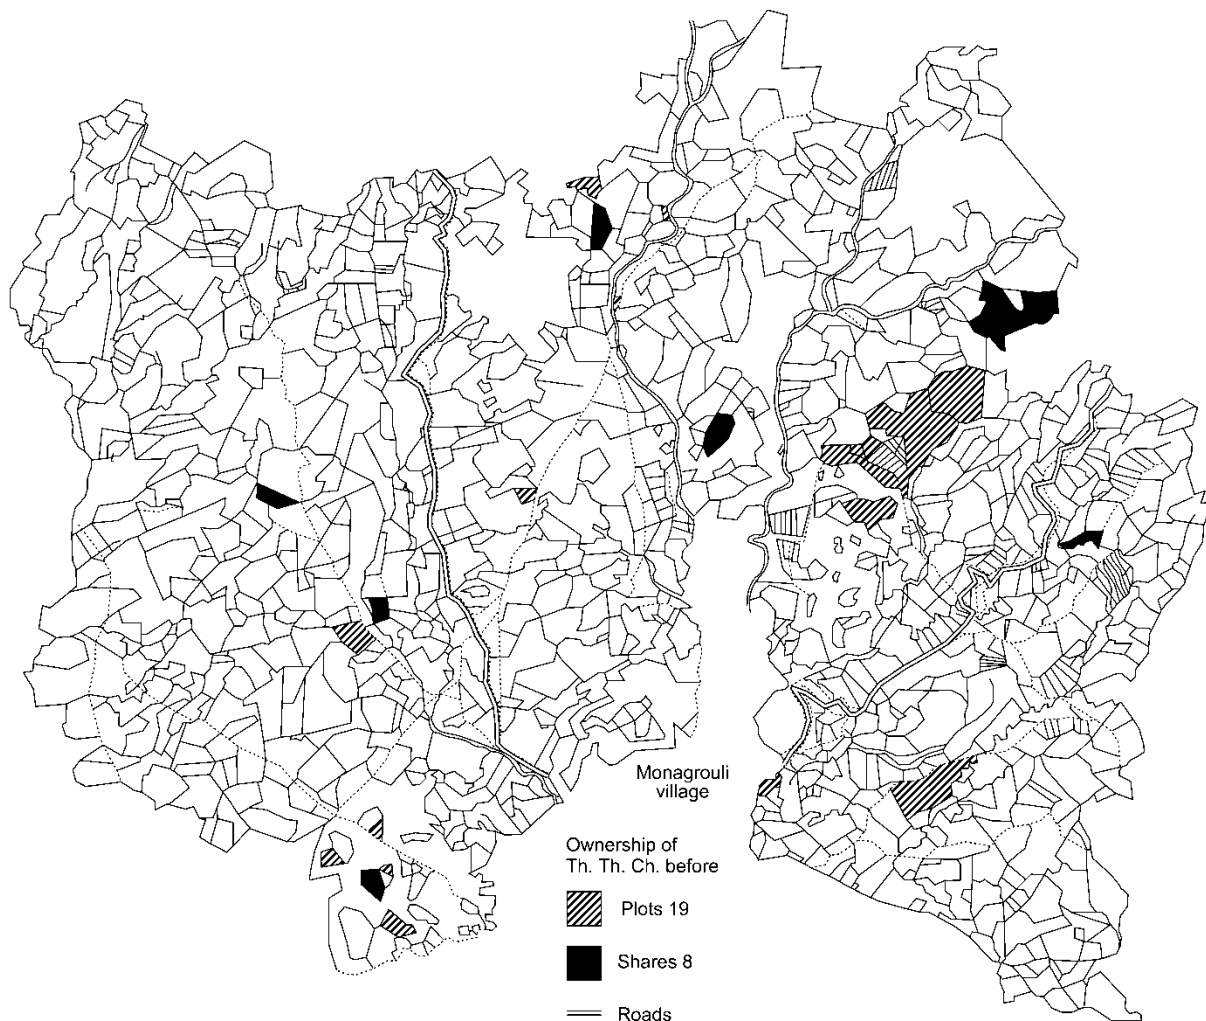 Monagrouli
village
Ownership of
Th. Th. Ch. before
Plots 19
Shares 8
Roads